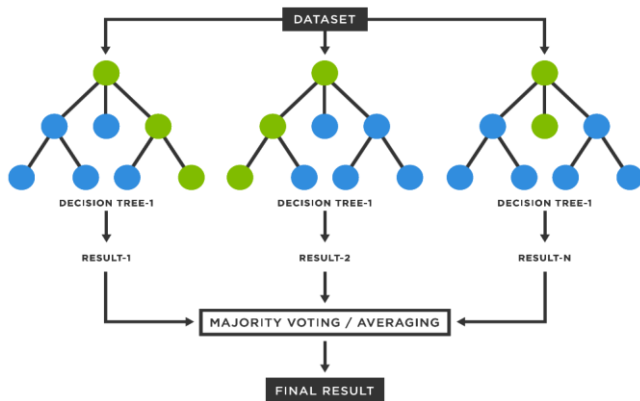 DATASET
DECISION TREE-1
DECISION TREE-1
DECISION TREE-1
RESULT-1
RESULT-2
RESULT-N
MAJORITY VOTING / AVERAGING
FINAL RESULT